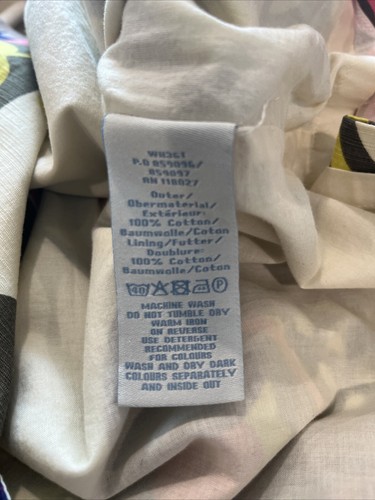 WH361
P.O 859096/
859097
RN 118027
Outer/
Obermaterial/
Extérieur:
100% Cotton/
Baumwolle/Coton
Lining/Futter/
Doublure:
100% Cotton/
Baumwolle/Coton
40 P
MACHINE WASH
DO NOT TUMBLE DRY
WARM IRON
ON REVERSE
USE DETERGENT
RECOMMENDED
FOR COLOURS
WASH AND DRY DARK
COLOURS SEPARATELY
AND INSIDE OUT